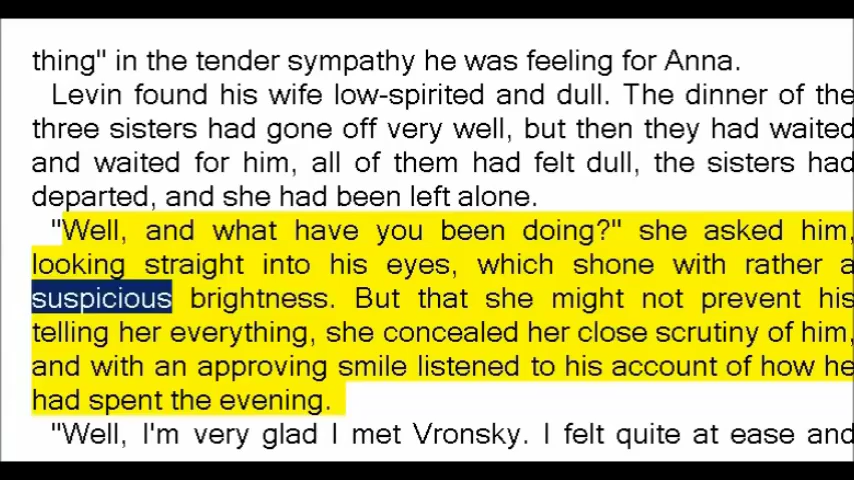 thing" in the tender sympathy he was feeling for Anna.
Levin found his wife low-spirited and dull. The dinner of the
three sisters had gone off very well, but then they had waited
and waited for him, all of them had felt dull, the sisters had
departed, and she had been left alone.
"Well, and what have you been doing?" she asked him,
looking straight into his eyes, which shone with rather a
suspicious brightness. But that she might not prevent his
telling her everything, she concealed her close scrutiny of him,
and with an approving smile listened to his account of how he
had spent the evening.
"Well, I'm very glad I met Vronsky. I felt quite at ease and